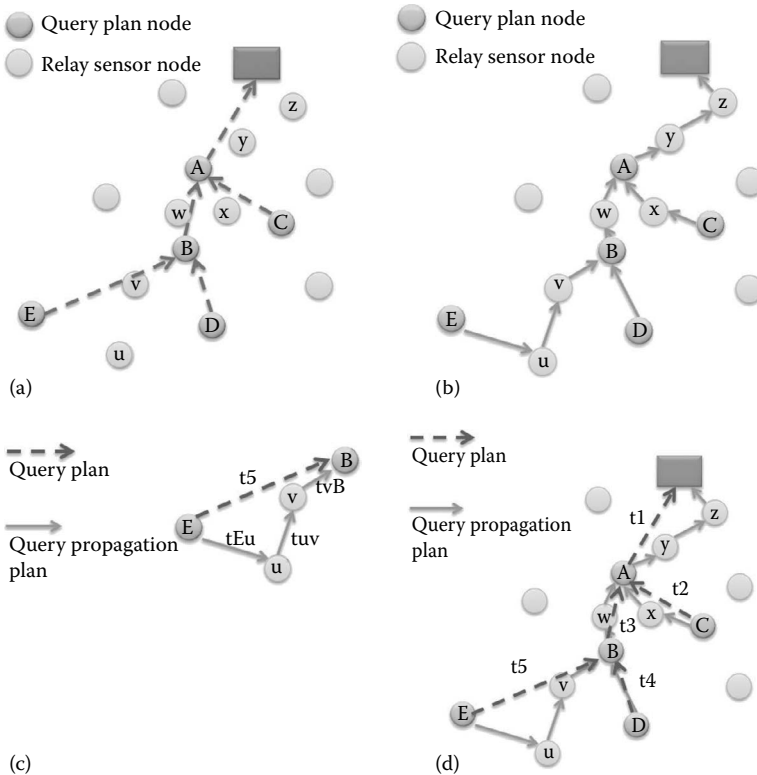 Query plan node
Relay sensor node
z
y
A
w
x
C
B
v
E
D
u
(a)
Query plan node
Relay sensor node
z
y
A
w
x
C
B
v
E
D
u
(b)
Query plan
Query propagation
plan
B
t5
tvB
v
E
tEu
tuv
u
(c)
Query plan
Query propagation
plan
t1
z
y
A
t2
w
x
C
t3
B
t5
v
t4
E
D
u
(d)